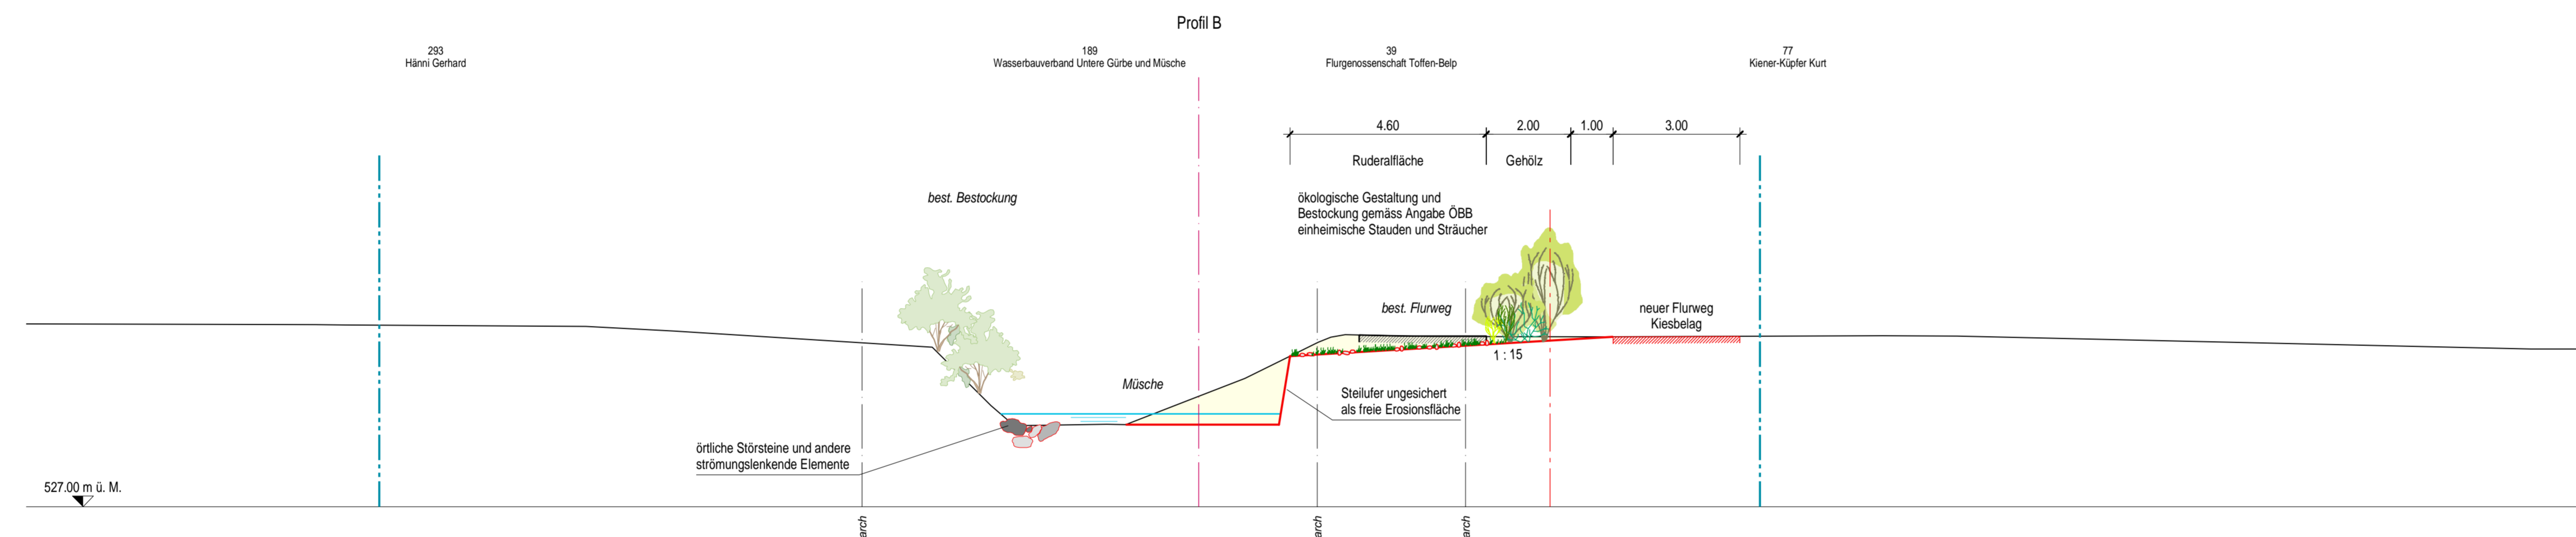 Profil B
293
Hänni Gerhard
189
Wasserbauverband Untere Gürbe und Müsche
39
Flurgenossenschaft Toffen-Belp
77
Kiener-Küpfer Kurt
4.60
2.00
1.00
3.00
Ruderalfläche
Gehölz
best. Bestockung
ökologische Gestaltung und
Bestockung gemäss Angabe ÖBB
einheimische Stauden und Sträucher
best. Flurweg
neuer Flurweg
Kiesbelag
1 : 15
Müsche
Steilufer ungesichert
als freie Erosionsfläche
örtliche Störsteine und andere
strömungslenkende Elemente
527.00 m ü. M.
arch
arch
arch